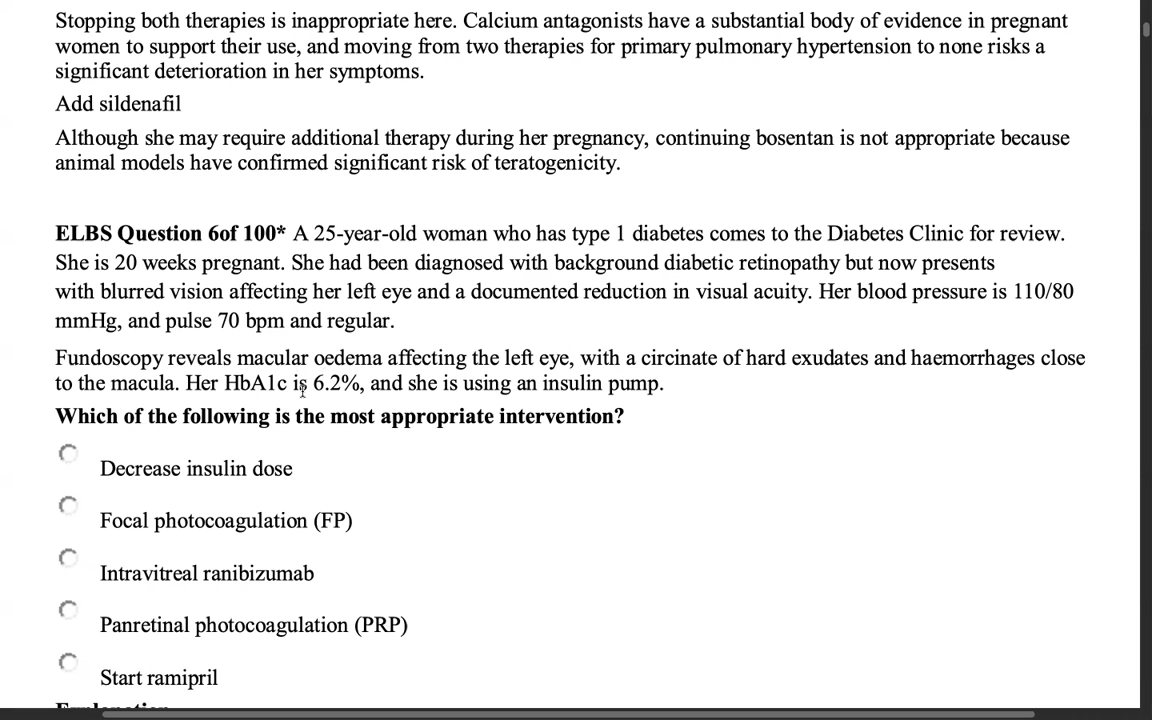 Stopping both therapies is inappropriate here. Calcium antagonists have a substantial body of evidence in pregnant
women to support their use, and moving from two therapies for primary pulmonary hypertension to none risks a
significant deterioration in her symptoms.
Add sildenafil
Although she may require additional therapy during her pregnancy, continuing bosentan is not appropriate because
animal models have confirmed significant risk of teratogenicity.
ELBS Question 6of 100* A 25-year-old woman who has type 1 diabetes comes to the Diabetes Clinic for review.
She is 20 weeks pregnant. She had been diagnosed with background diabetic retinopathy but now presents
with blurred vision affecting her left eye and a documented reduction in visual acuity. Her blood pressure is 110/80
mmHg, and pulse 70 bpm and regular.
Fundoscopy reveals macular oedema affecting the left eye, with a circinate of hard exudates and haemorrhages close
to the macula. Her HbA1c is 6.2%, and she is using an insulin pump.
Which of the following is the most appropriate intervention?
Decrease insulin dose
Focal photocoagulation (FP)
Intravitreal ranibizumab
Panretinal photocoagulation (PRP)
Start ramipril